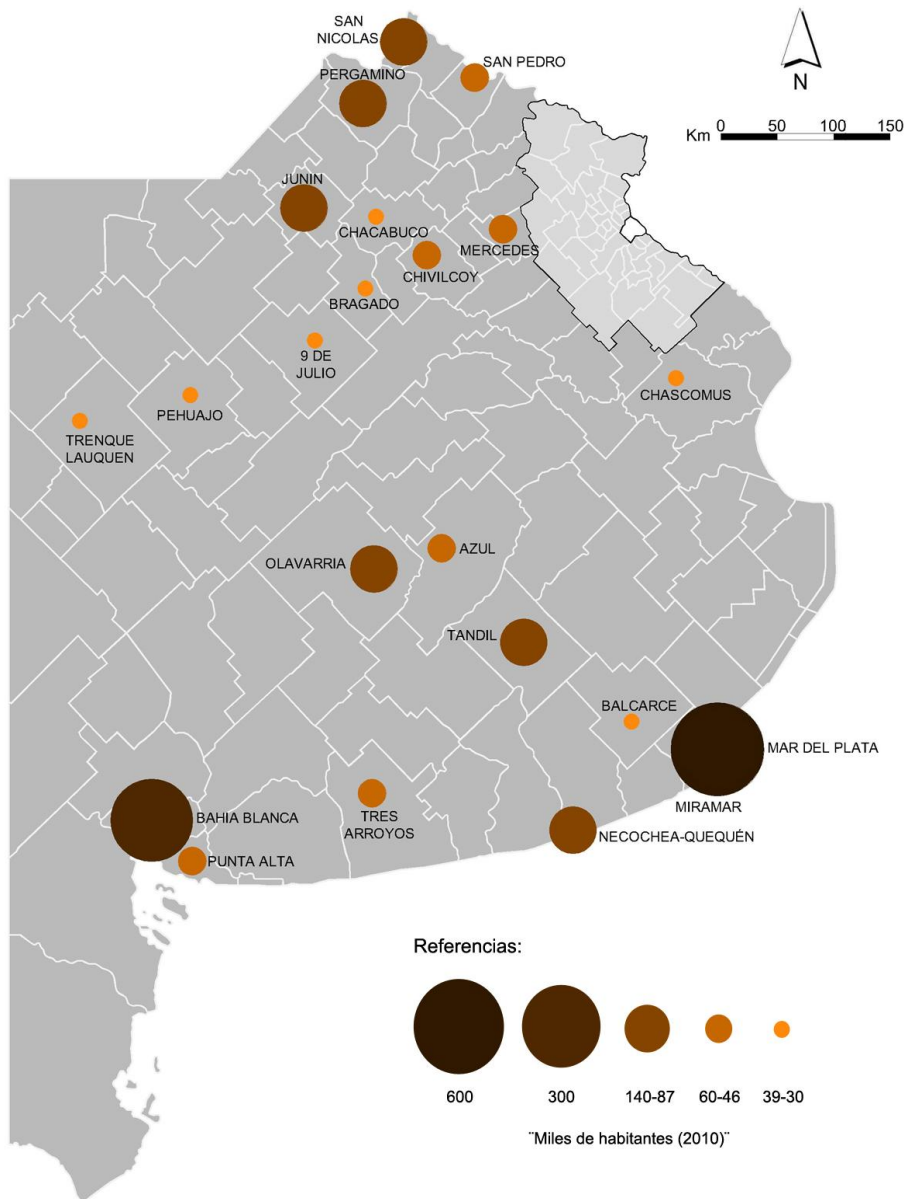 SAN
NICOLAS
SAN PEDRO
PERGAMINO
N
Km 0 50 100 150
JUNIN
CHACABUCO
MERCEDES
CHIVILCOY
BRAGADO
9 DE
JULIO
CHASCOMUS
PEHUAJO
TRENQUE
LAUQUEN
AZUL
OLAVARRIA
TANDIL
BALCARCE
MAR DEL PLATA
MIRAMAR
BAHIA BLANCA
TRES
ARROYOS
NECOCHEA-QUEQUÉN
PUNTA ALTA
Referencias:
600 300 140-87 60-46 39-30
¨Miles de habitantes (2010)¨